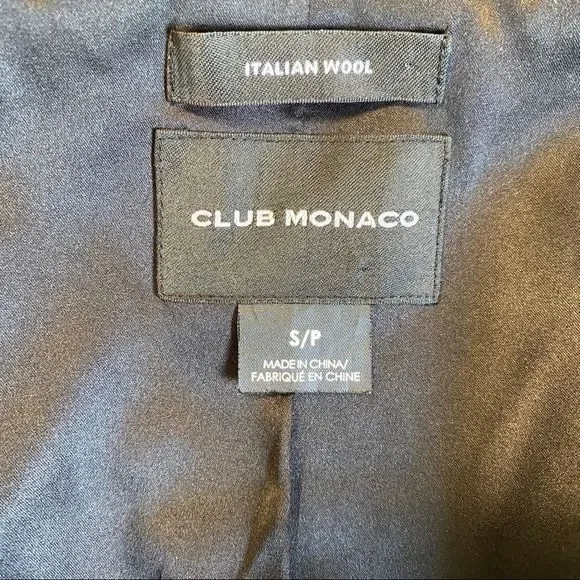 ITALIAN WOOL
CLUB MONACO
S/P
MADE IN CHINA/
FABRIQUÉ EN CHINE